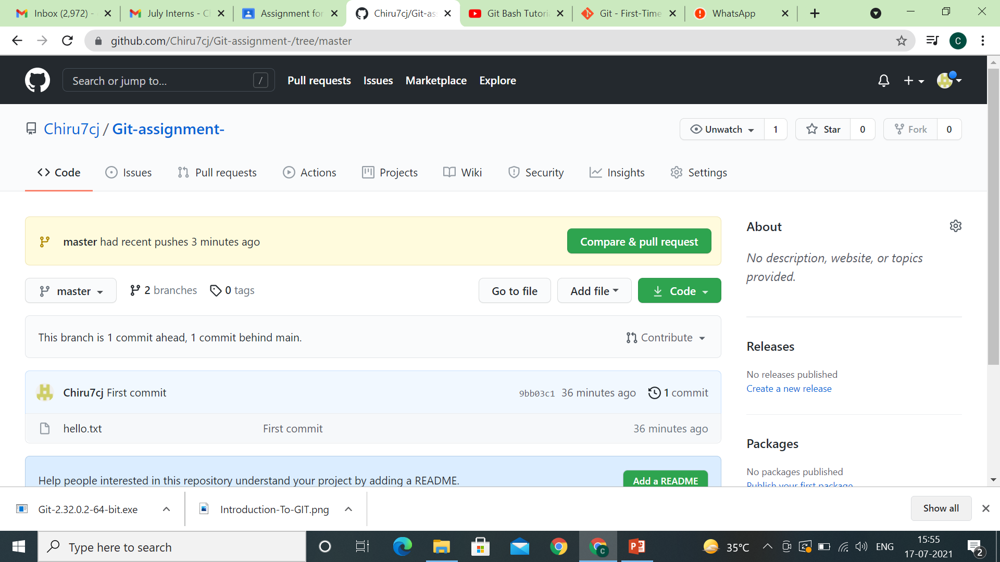 Inbox (2,972) -
July Interns - C
Assignment for
Chiru7cj/Git-as
Git Bash Tutori
Git - First-Time
WhatsApp
github.com/Chiru7cj/Git-assignment-/tree/master
C
Search or jump to...
/
Pull requests
Issues
Marketplace
Explore
Chiru7cj / Git-assignment-
Unwatch 1
Star 0
Fork 0
Code
Issues
Pull requests
Actions
Projects
Wiki
Security
Insights
Settings
master had recent pushes 3 minutes ago
Compare & pull request
About
No description, website, or topics
provided.
master
2 branches
0 tags
Go to file
Add file
Code
This branch is 1 commit ahead, 1 commit behind main.
Contribute
Releases
No releases published
Create a new release
Chiru7cj First commit
9bb03c1 36 minutes ago
1 commit
hello.txt
First commit
36 minutes ago
Packages
No packages published
Publish your first package
Help people interested in this repository understand your project by adding a README.
Add a README
Git-2.32.0.2-64-bit.exe
Introduction-To-GIT.png
Show all
Type here to search
C
35°C
ENG
15:55
17-07-2021
2